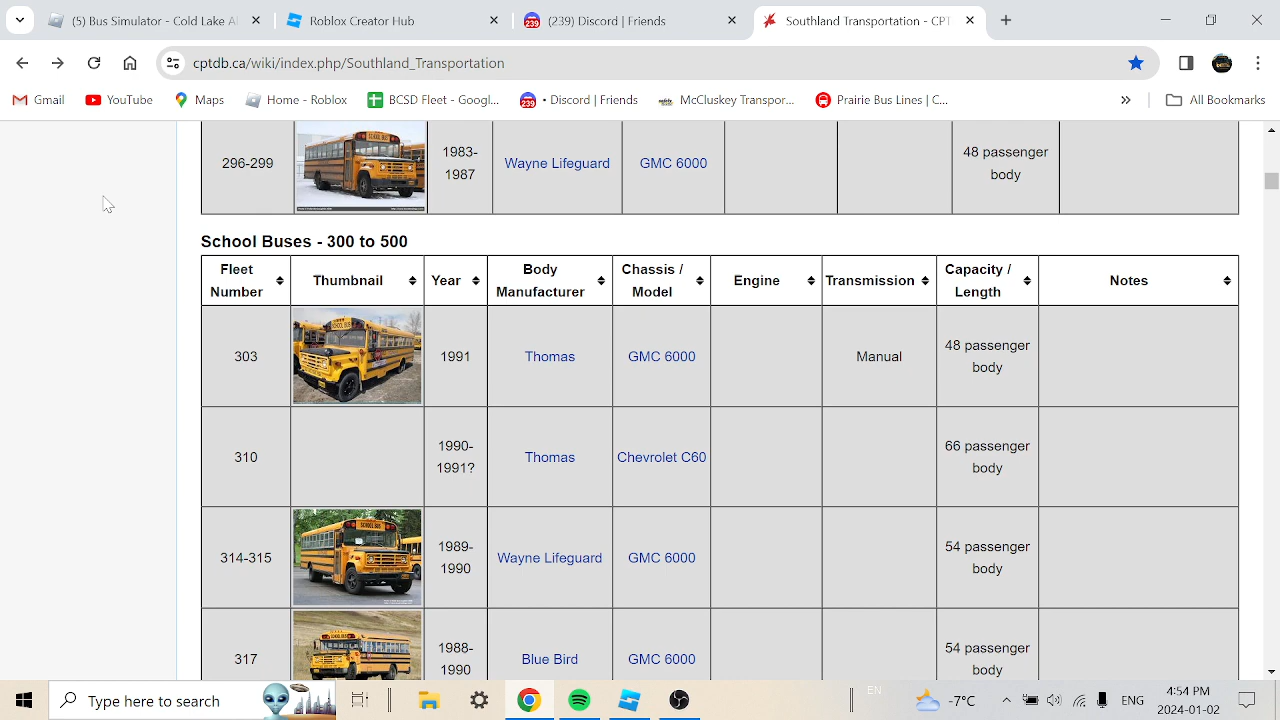 (5) Bus Simulator - Cold Lake Al
Roblox Creator Hub
(239) Discord | Friends
Southland Transportation - CPT
cptdb.ca/wiki/index.php/Southland_Transportation
Gmail
YouTube
Maps
Home - Roblox
BCSD Fleet - Googl...
239
• Discord | Friends
McCluskey Transpor...
Prairie Bus Lines | C...
All Bookmarks
296-299
1983-
1987
Wayne Lifeguard
GMC 6000
48 passenger
body
School Buses - 300 to 500
Fleet
Number
Thumbnail
Year
Body
Manufacturer
Chassis /
Model
Engine
Transmission
Capacity /
Length
Notes
303
1991
Thomas
GMC 6000
Manual
48 passenger
body
310
1990-
1991?
Thomas
Chevrolet C60
66 passenger
body
314-315
1989-
1990
Wayne Lifeguard
GMC 6000
54 passenger
body
317
1988-
1990
Blue Bird
GMC 6000
54 passenger
body
Type here to search
EN
-7°C
ENG
4:54 PM
2024-01-02